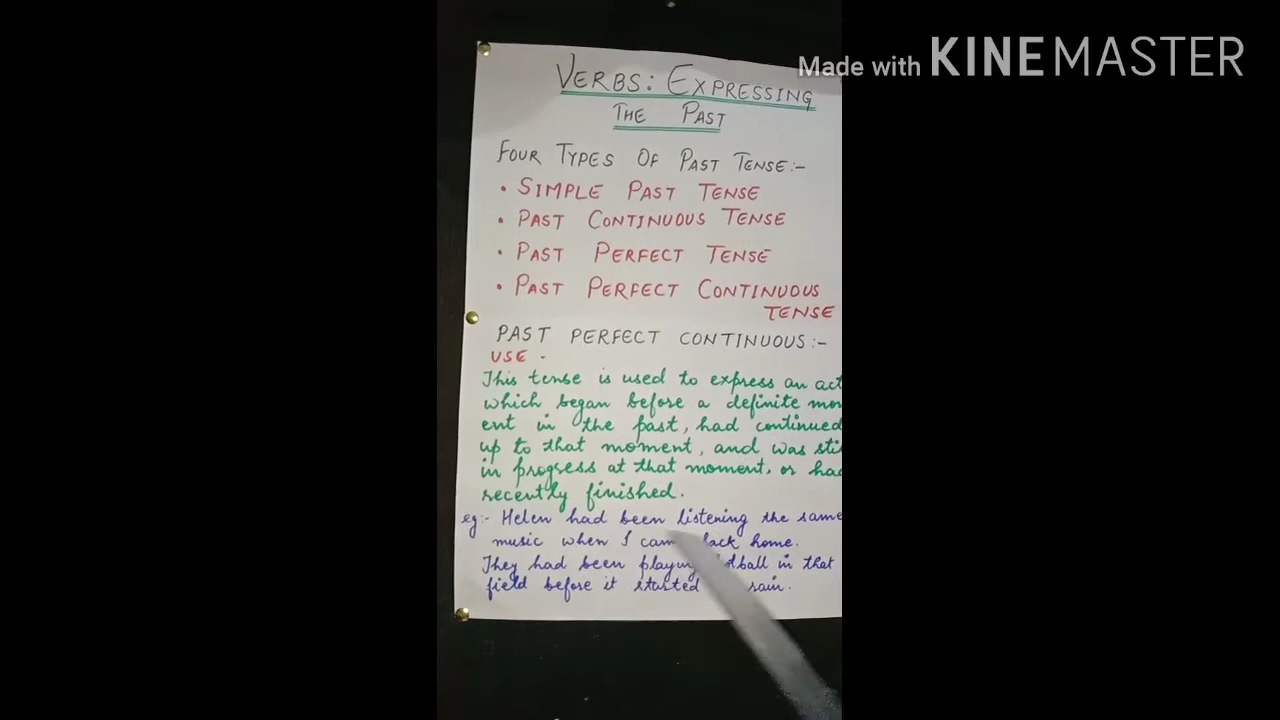 Made with KINEMASTER
VERBS: EXPRESSING
THE PAST
FOUR TYPES OF PAST TENSE:-
• SIMPLE PAST TENSE
• PAST CONTINUOUS TENSE
• PAST PERFECT TENSE
• PAST PERFECT CONTINUOUS
TENSE
PAST PERFECT CONTINUOUS:-
USE -
This tense is used to express an act
which began before a definite mom
ent in the past, had continued
up to that moment, and was sti
in progress at that moment, or had
recently finished.
eg:- Helen had been listening the same
music when I came back home.
They had been playing football in that
field before it started rain.